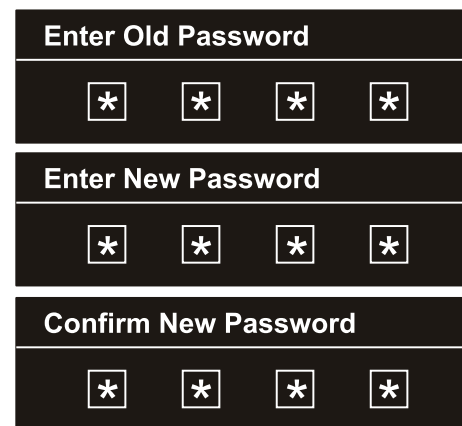 Enter Old Password
* * * *
Enter New Password
* * * *
Confirm New Password
* * * *